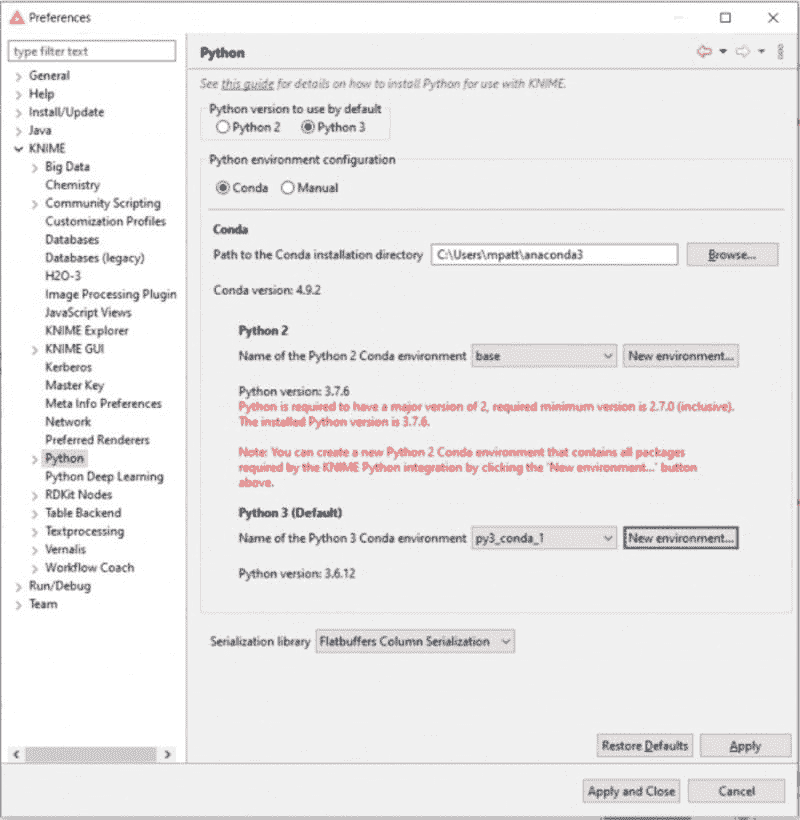 Preferences
type filter text
General
Help
Install/Update
Java
KNIME
Big Data
Chemistry
Community Scripting
Customization Profiles
Databases
Databases (legacy)
H2O-3
Image Processing Plugin
JavaScript Views
KNIME Explorer
KNIME GUI
Kerberos
Master Key
Meta Info Preferences
Network
Preferred Renderers
Python
Python Deep Learning
RDKit Nodes
Table Backend
Textprocessing
Vernalis
Workflow Coach
Run/Debug
Team
Python
See this guide for details on how to install Python for use with KNIME.
Python version to use by default
Python 2 Python 3
Python environment configuration
Conda Manual
Conda
Path to the Conda installation directory C:\Users\mpatt\anaconda3 Browse...
Conda version: 4.9.2
Python 2
Name of the Python 2 Conda environment base New environment...
Python version: 3.7.6
Python is required to have a major version of 2, required minimum version is 2.7.0 (inclusive).
The installed Python version is 3.7.6.
Note: You can create a new Python 2 Conda environment that contains all packages
required by the KNIME Python integration by clicking the 'New environment...' button
above.
Python 3 (Default)
Name of the Python 3 Conda environment py3_conda_1 New environment...
Python version: 3.6.12
Serialization library Flatbuffers Column Serialization
Restore Defaults Apply
Apply and Close Cancel